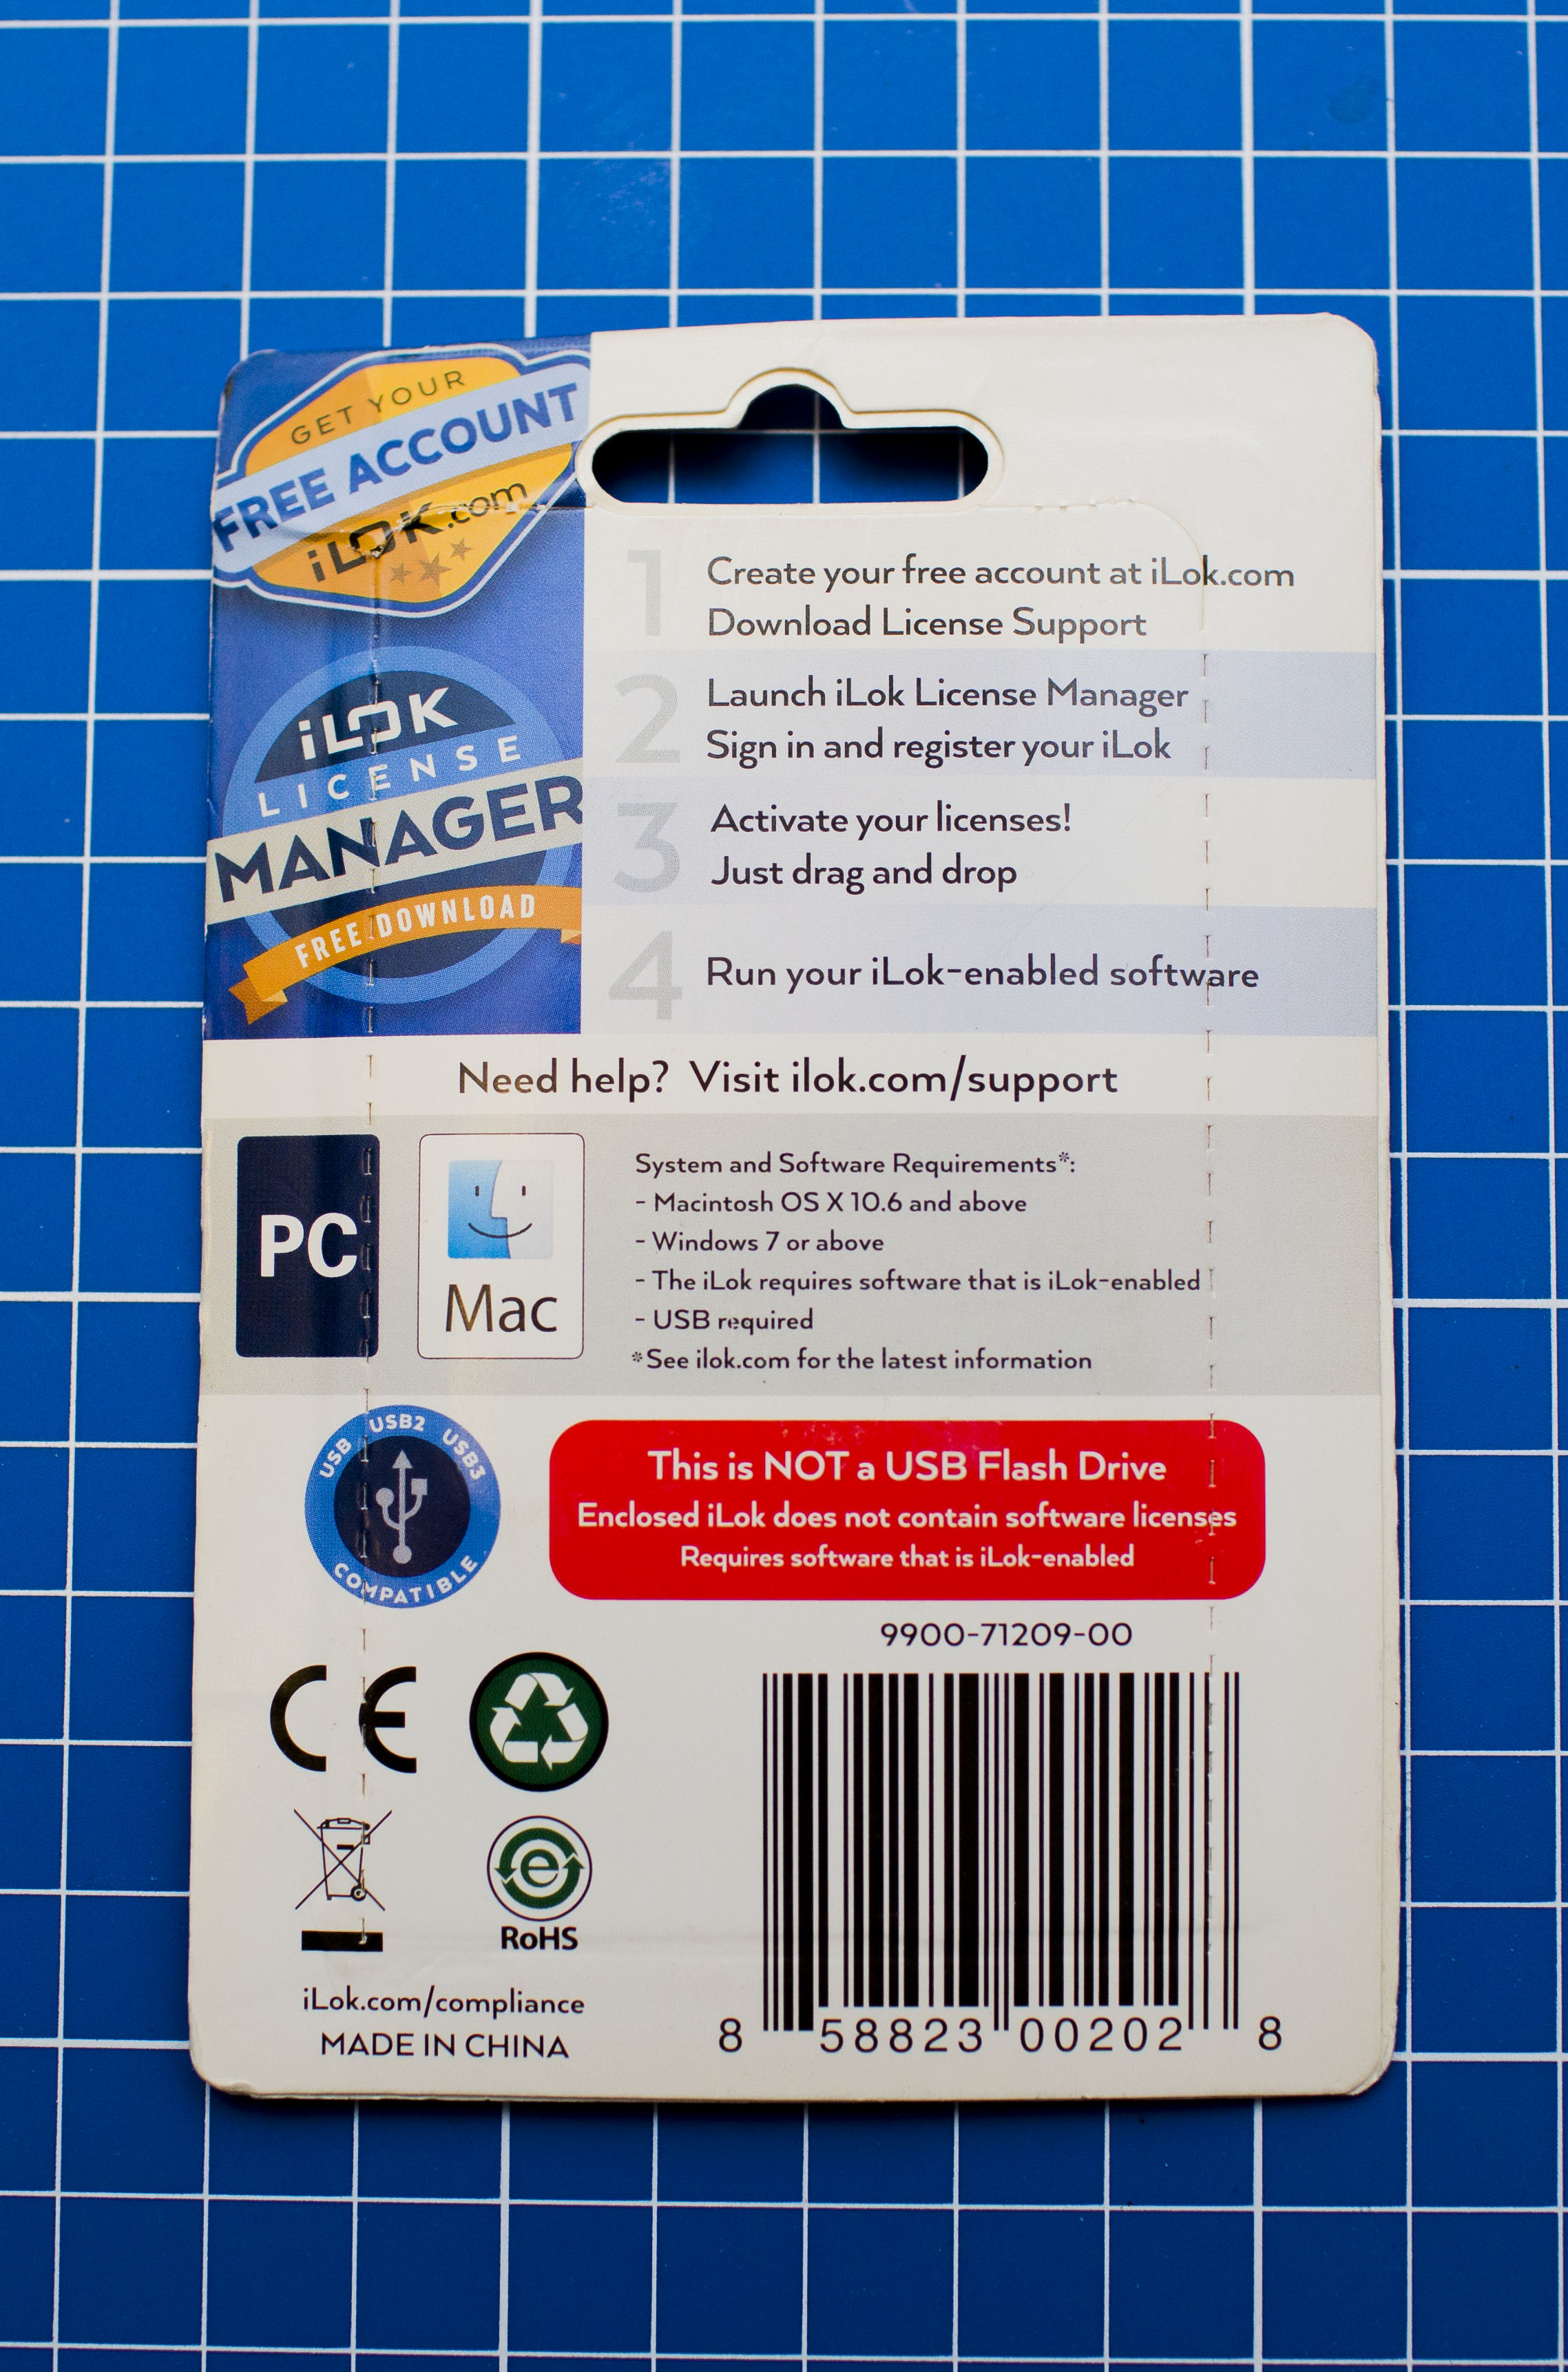 GET YOUR
FREE ACCOUNT
iLOK.com
iLOK
LICENSE
MANAGER
FREE DOWNLOAD
1
Create your free account at iLok.com
Download License Support
2
Launch iLok License Manager
Sign in and register your iLok
3
Activate your licenses!
Just drag and drop
4
Run your iLok-enabled software
Need help? Visit ilok.com/support
PC
Mac
System and Software Requirements*:
- Macintosh OS X 10.6 and above
- Windows 7 or above
- The iLok requires software that is iLok-enabled
- USB required
*See ilok.com for the latest information
USB USB2 USB3
COMPATIBLE
This is NOT a USB Flash Drive
Enclosed iLok does not contain software licenses
Requires software that is iLok-enabled
9900-71209-00
CE
e
RoHS
iLok.com/compliance
MADE IN CHINA
8 58823 00202 8